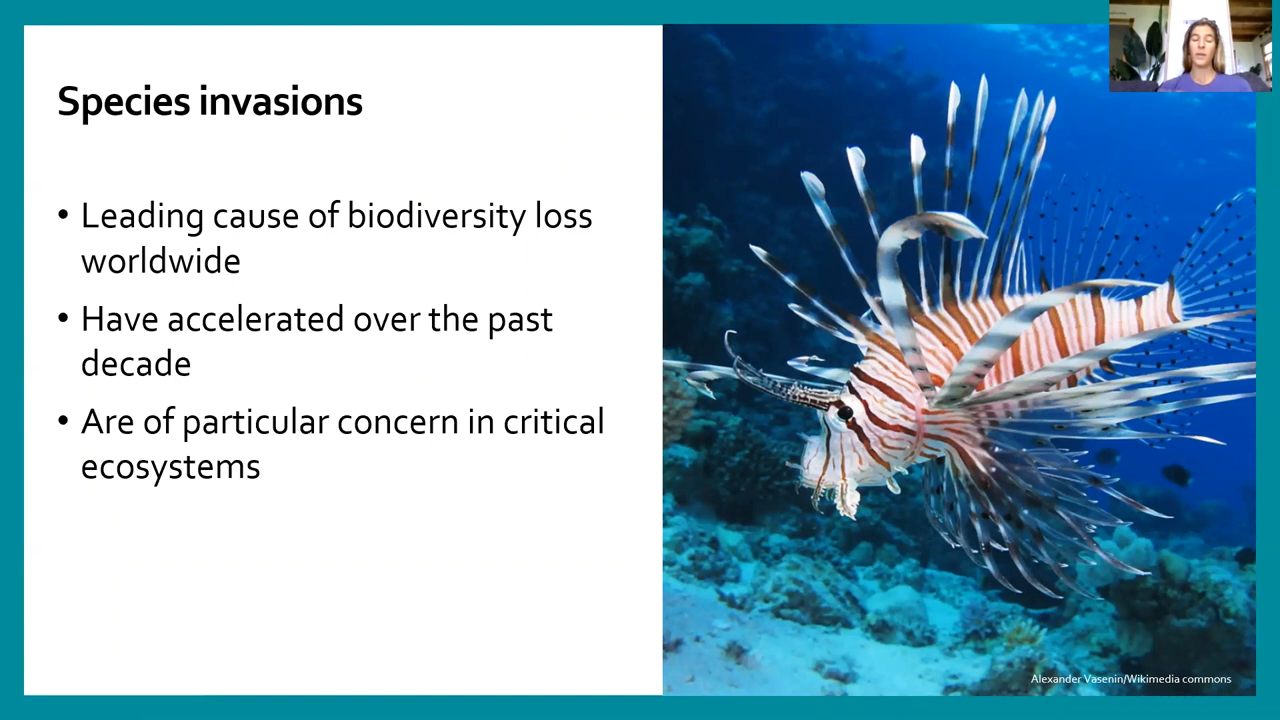 Species invasions
• Leading cause of biodiversity loss
worldwide
• Have accelerated over the past
decade
• Are of particular concern in critical
ecosystems
Alexander Vasenin/Wikimedia commons